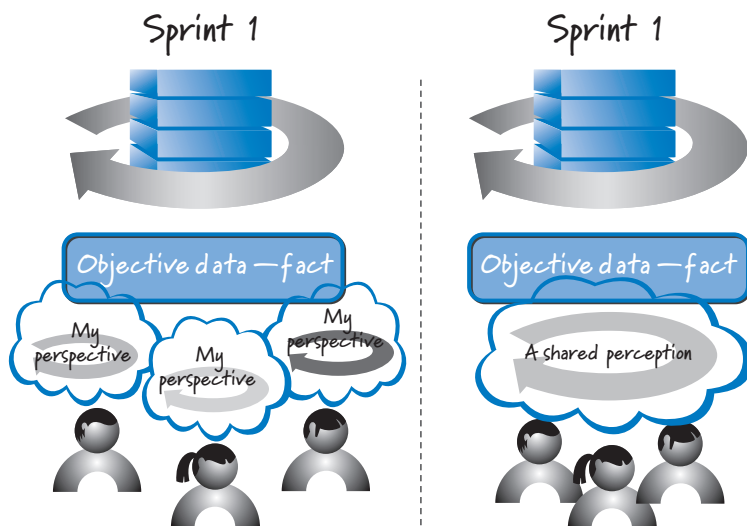 Sprint 1
Objective data — fact
My
perspective
My
perspective
My
perspective
Sprint 1
Objective data — fact
A shared perception